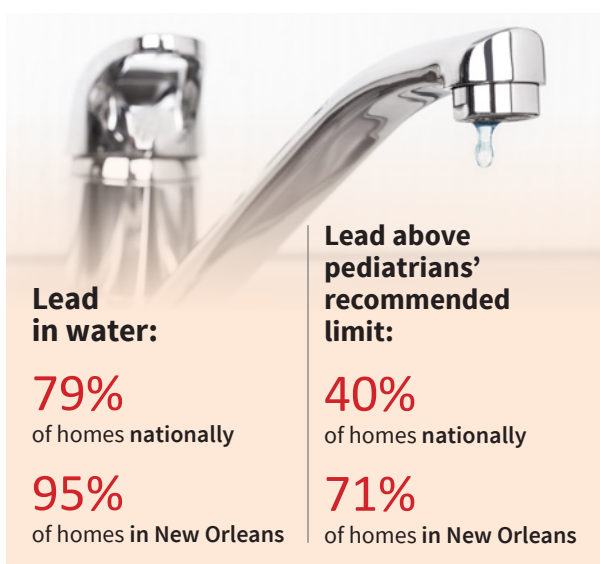 Lead
in water:
79%
of homes nationally
95%
of homes in New Orleans
Lead above
pediatrians’
recommended
limit:
40%
of homes nationally
71%
of homes in New Orleans